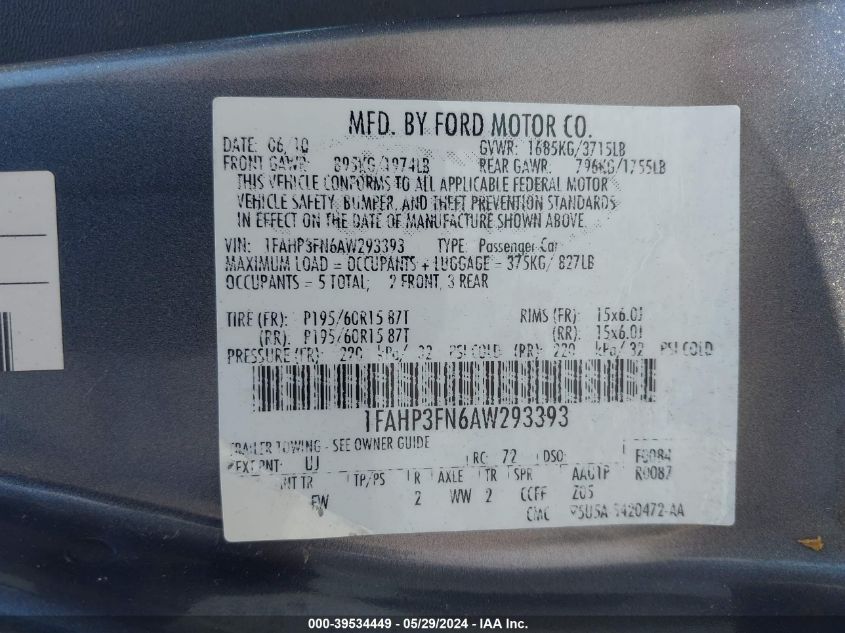 MFD. BY FORD MOTOR CO.
DATE: 06/10 GVWR: 1685KG/3715LB
FRONT GAWR: 895KG/1974LB REAR GAWR: 796KG/1755LB
THIS VEHICLE CONFORMS TO ALL APPLICABLE FEDERAL MOTOR
VEHICLE SAFETY, BUMPER, AND THEFT PREVENTION STANDARDS
IN EFFECT ON THE DATE OF MANUFACTURE SHOWN ABOVE.
VIN: 1FAHP3FN6AW293393 TYPE: Passenger Car
MAXIMUM LOAD = OCCUPANTS + LUGGAGE = 375KG/ 827LB
OCCUPANTS = 5 TOTAL; 2 FRONT, 3 REAR
TIRE (FR): P195/60R15 87T RIMS (FR): 15x6.0J
(RR): P195/60R15 87T (RR): 15x6.0J
PRESSURE (FR): 220 kPa/ 32 PSI COLD (RR): 220 kPa/ 32 PSI COLD
1FAHP3FN6AW293393
TRAILER TOWING - SEE OWNER GUIDE
EXT PNT: UJ RC: 72 DSO: F0084
INT TR TP/PS R AXLE TR SPR AAU1P R0087
FW 2 WW 2 CCFF Z05
CMC
000-39534449 - 05/29/2024 - IAA Inc.